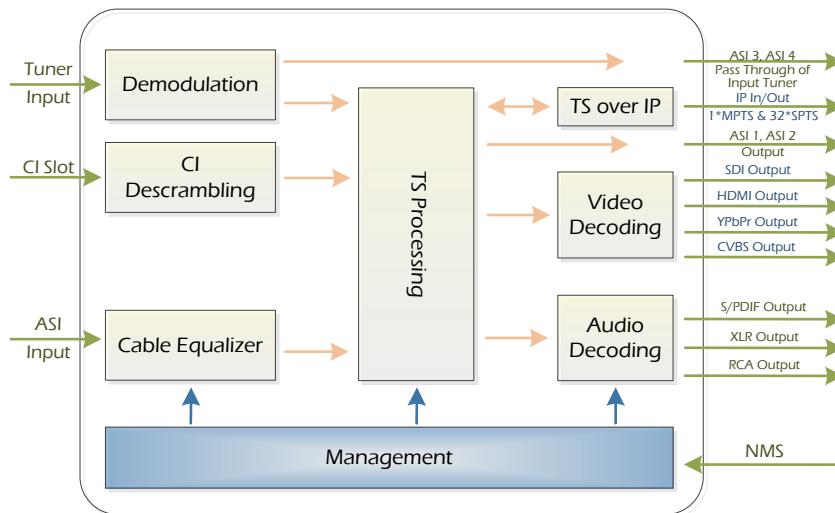 Tuner
Input
CI Slot
ASI
Input
Demodulation
CI
Descrambling
Cable Equalizer
TS Processing
TS over IP
Video
Decoding
Audio
Decoding
Management
ASI 3, ASI 4
Pass Through of
Input Tuner
IP In/Out
1*MPTS & 32*SPTS
ASI 1, ASI 2
Output
SDI Output
HDMI Output
YPbPr Output
CVBS Output
S/PDIF Output
XLR Output
RCA Output
NMS